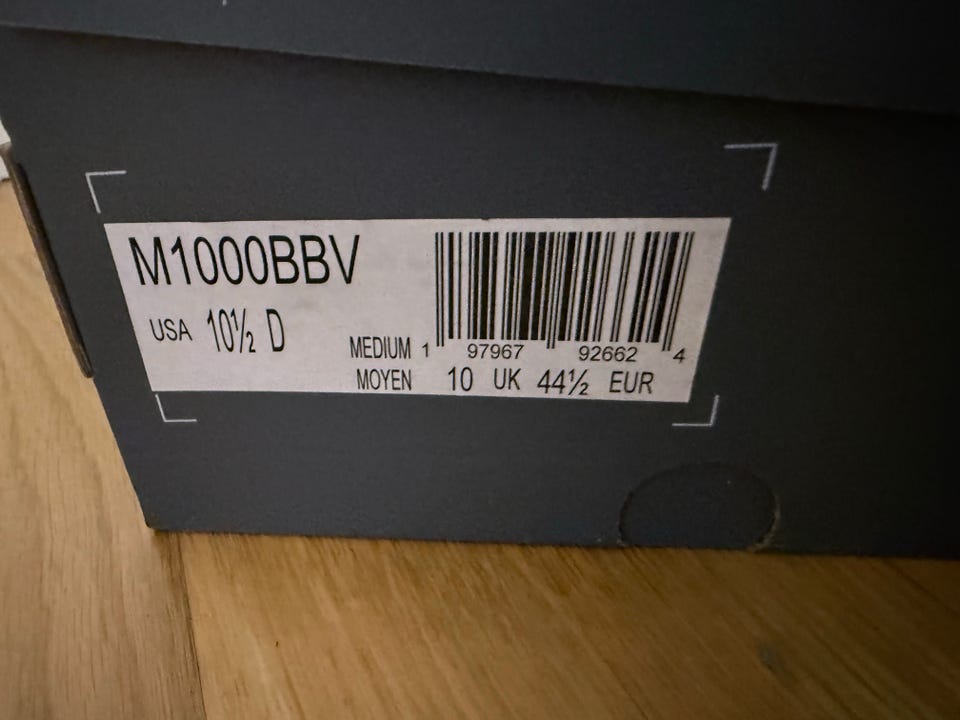 M1000BBV
USA 10½ D
MEDIUM 1 97967 92662 4
MOYEN 10 UK 44½ EUR